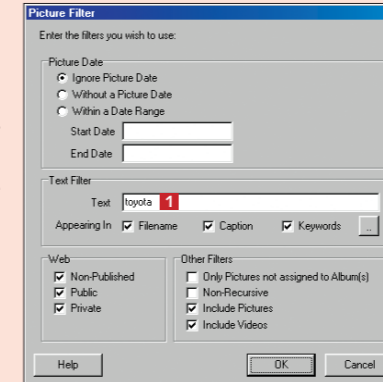 Picture Filter
Enter the filters you wish to use:
Picture Date
Ignore Picture Date
Without a Picture Date
Within a Date Range
Start Date
End Date
Text Filter
Text toyota 1
Appearing In Filename Caption Keywords ..
Web
Non-Published
Public
Private
Other Filters
Only Pictures not assigned to Album(s)
Non-Recursive
Include Pictures
Include Videos
Help OK Cancel